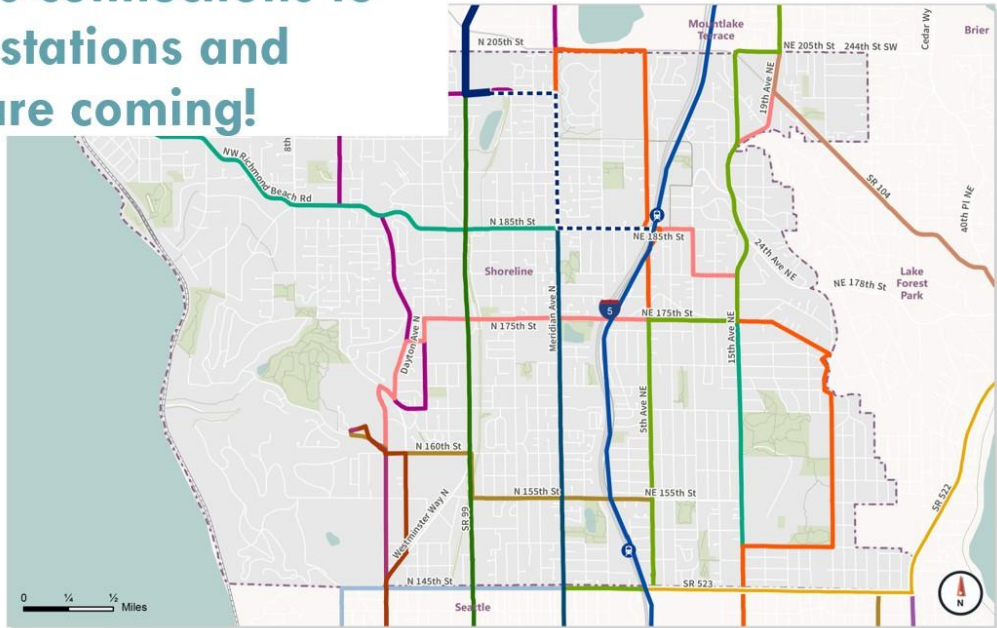 stations and
are coming!
Mountlake
Terrace
Cedar Wy
Brier
N 205th St
NE 205th St
244th St SW
19th Ave NE
8th
NW Richmond
Beach Rd
SR 104
40th Pl NE
N 185th St
NE 185th St
24th Ave NE
Shoreline
NE 178th St
Lake
Forest
Park
5
Dayton Ave N
N 175th St
Meridian Ave N
NE 175th St
15th Ave NE
5th Ave NE
N 160th St
N 155th St
NE 155th St
Westminster Way N
SR 99
SR 522
N 145th St
SR 523
Seattle
0 ¼ ½ Miles
N